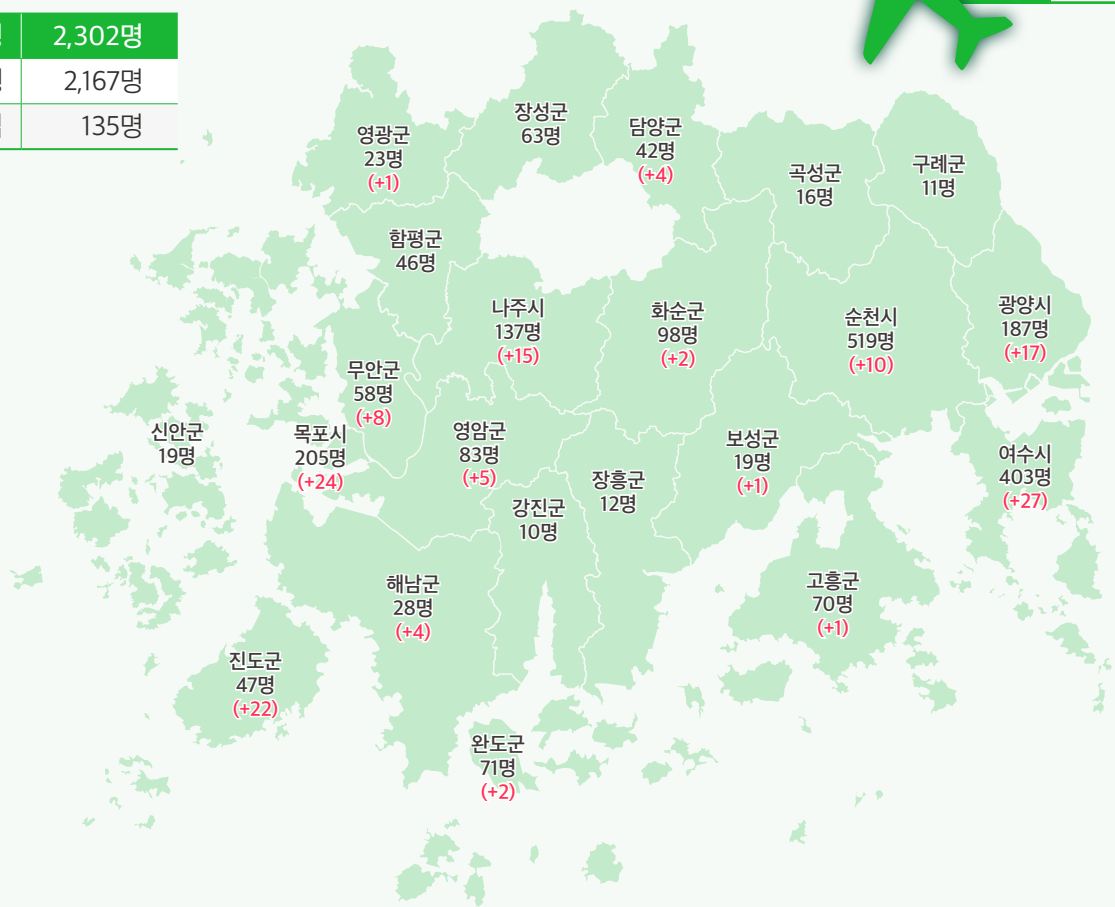 명 2,302명
명 2,167명
135명
장성군
63명
담양군
42명
(+4)
영광군
23명
(+1)
곡성군
16명
구례군
11명
함평군
46명
나주시
137명
(+15)
화순군
98명
(+2)
순천시
519명
(+10)
광양시
187명
(+17)
무안군
58명
(+8)
신안군
19명
목포시
205명
(+24)
영암군
83명
(+5)
보성군
19명
(+1)
여수시
403명
(+27)
장흥군
12명
강진군
10명
해남군
28명
(+4)
고흥군
70명
(+1)
진도군
47명
(+22)
완도군
71명
(+2)